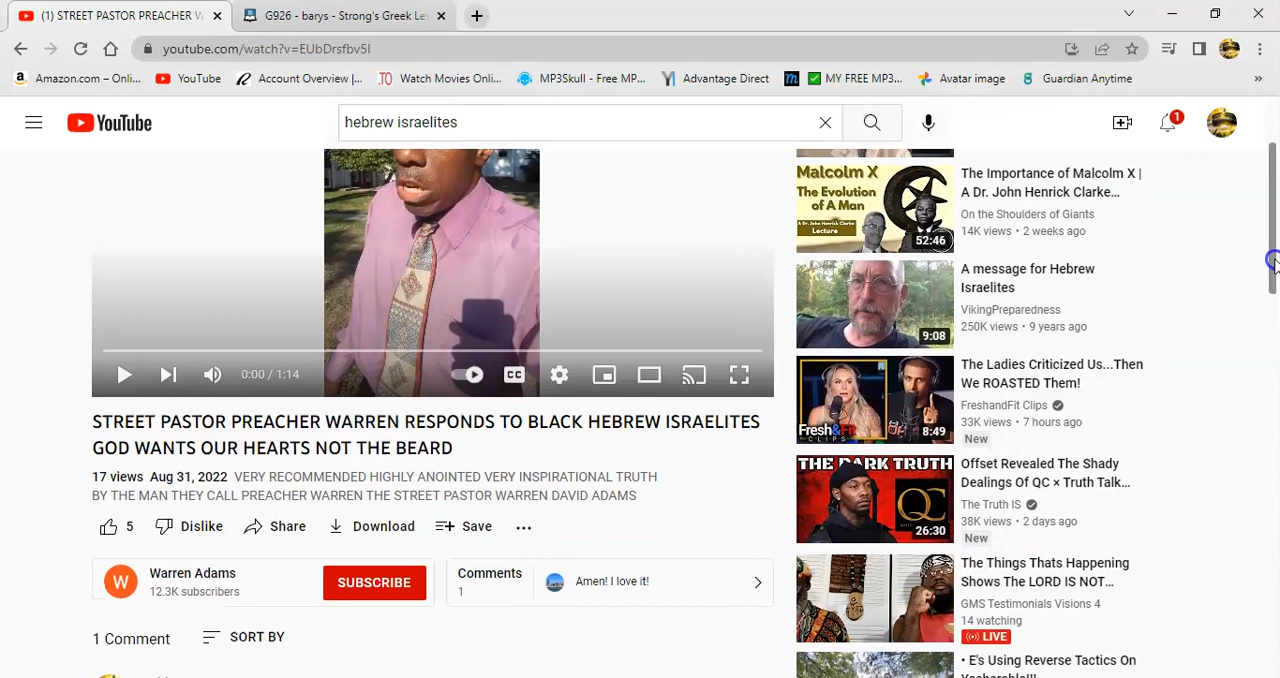 (1) STREET PASTOR PREACHER W
G926 - barys - Strong's Greek Le
youtube.com/watch?v=EUbDrsfbv5I
Amazon.com – Onli...
YouTube
Account Overview |...
Watch Movies Onli...
MP3Skull - Free MP...
Advantage Direct
MY FREE MP3...
Avatar image
Guardian Anytime
»
YouTube
hebrew israelites
1
MALCOLM X
The Evolution
of A Man
A Dr. John Henrick Clarke
Lecture
52:46
The Importance of Malcolm X |
A Dr. John Henrick Clarke...
On the Shoulders of Giants
14K views • 2 weeks ago
9:08
A message for Hebrew
Israelites
VikingPreparedness
250K views • 9 years ago
0:00 / 1:14
CC
Fresh&Fit
CLIPS
8:49
The Ladies Criticized Us...Then
We ROASTED Them!
FreshandFit Clips
33K views • 7 hours ago
New
STREET PASTOR PREACHER WARREN RESPONDS TO BLACK HEBREW ISRAELITES
GOD WANTS OUR HEARTS NOT THE BEARD
17 views Aug 31, 2022 VERY RECOMMENDED HIGHLY ANOINTED VERY INSPIRATIONAL TRUTH
BY THE MAN THEY CALL PREACHER WARREN THE STREET PASTOR WARREN DAVID ADAMS
THE DARK TRUTH
QC
26:30
Offset Revealed The Shady
Dealings Of QC × Truth Talk...
The Truth IS
38K views • 2 days ago
New
5
Dislike
Share
Download
Save
...
W
Warren Adams
12.3K subscribers
SUBSCRIBE
Comments
1
Amen! I love it!
The Things Thats Happening
Shows The LORD IS NOT...
GMS Testimonials Visions 4
14 watching
LIVE
1 Comment
SORT BY
• E's Using Reverse Tactics On